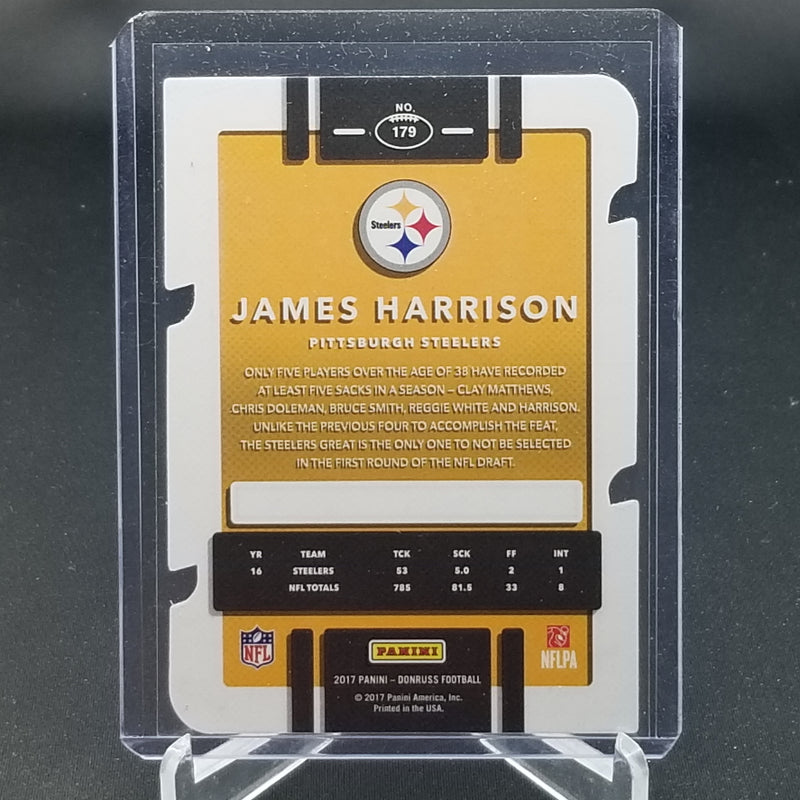 NO.
179
Steelers
JAMES HARRISON
PITTSBURGH STEELERS
ONLY FIVE PLAYERS OVER THE AGE OF 38 HAVE RECORDED
AT LEAST FIVE SACKS IN A SEASON – CLAY MATTHEWS,
CHRIS DOLEMAN, BRUCE SMITH, REGGIE WHITE AND HARRISON.
UNLIKE THE PREVIOUS FOUR TO ACCOMPLISH THE FEAT,
THE STEELERS GREAT IS THE ONLY ONE TO NOT BE SELECTED
IN THE FIRST ROUND OF THE NFL DRAFT.
YR TEAM TCK SCK FF INT
16 STEELERS 53 5.0 2 1
NFL TOTALS 785 81.5 33 8
NFL
PANINI
NFLPA
2017 PANINI – DONRUSS FOOTBALL
© 2017 Panini America, Inc.
Printed in the USA.